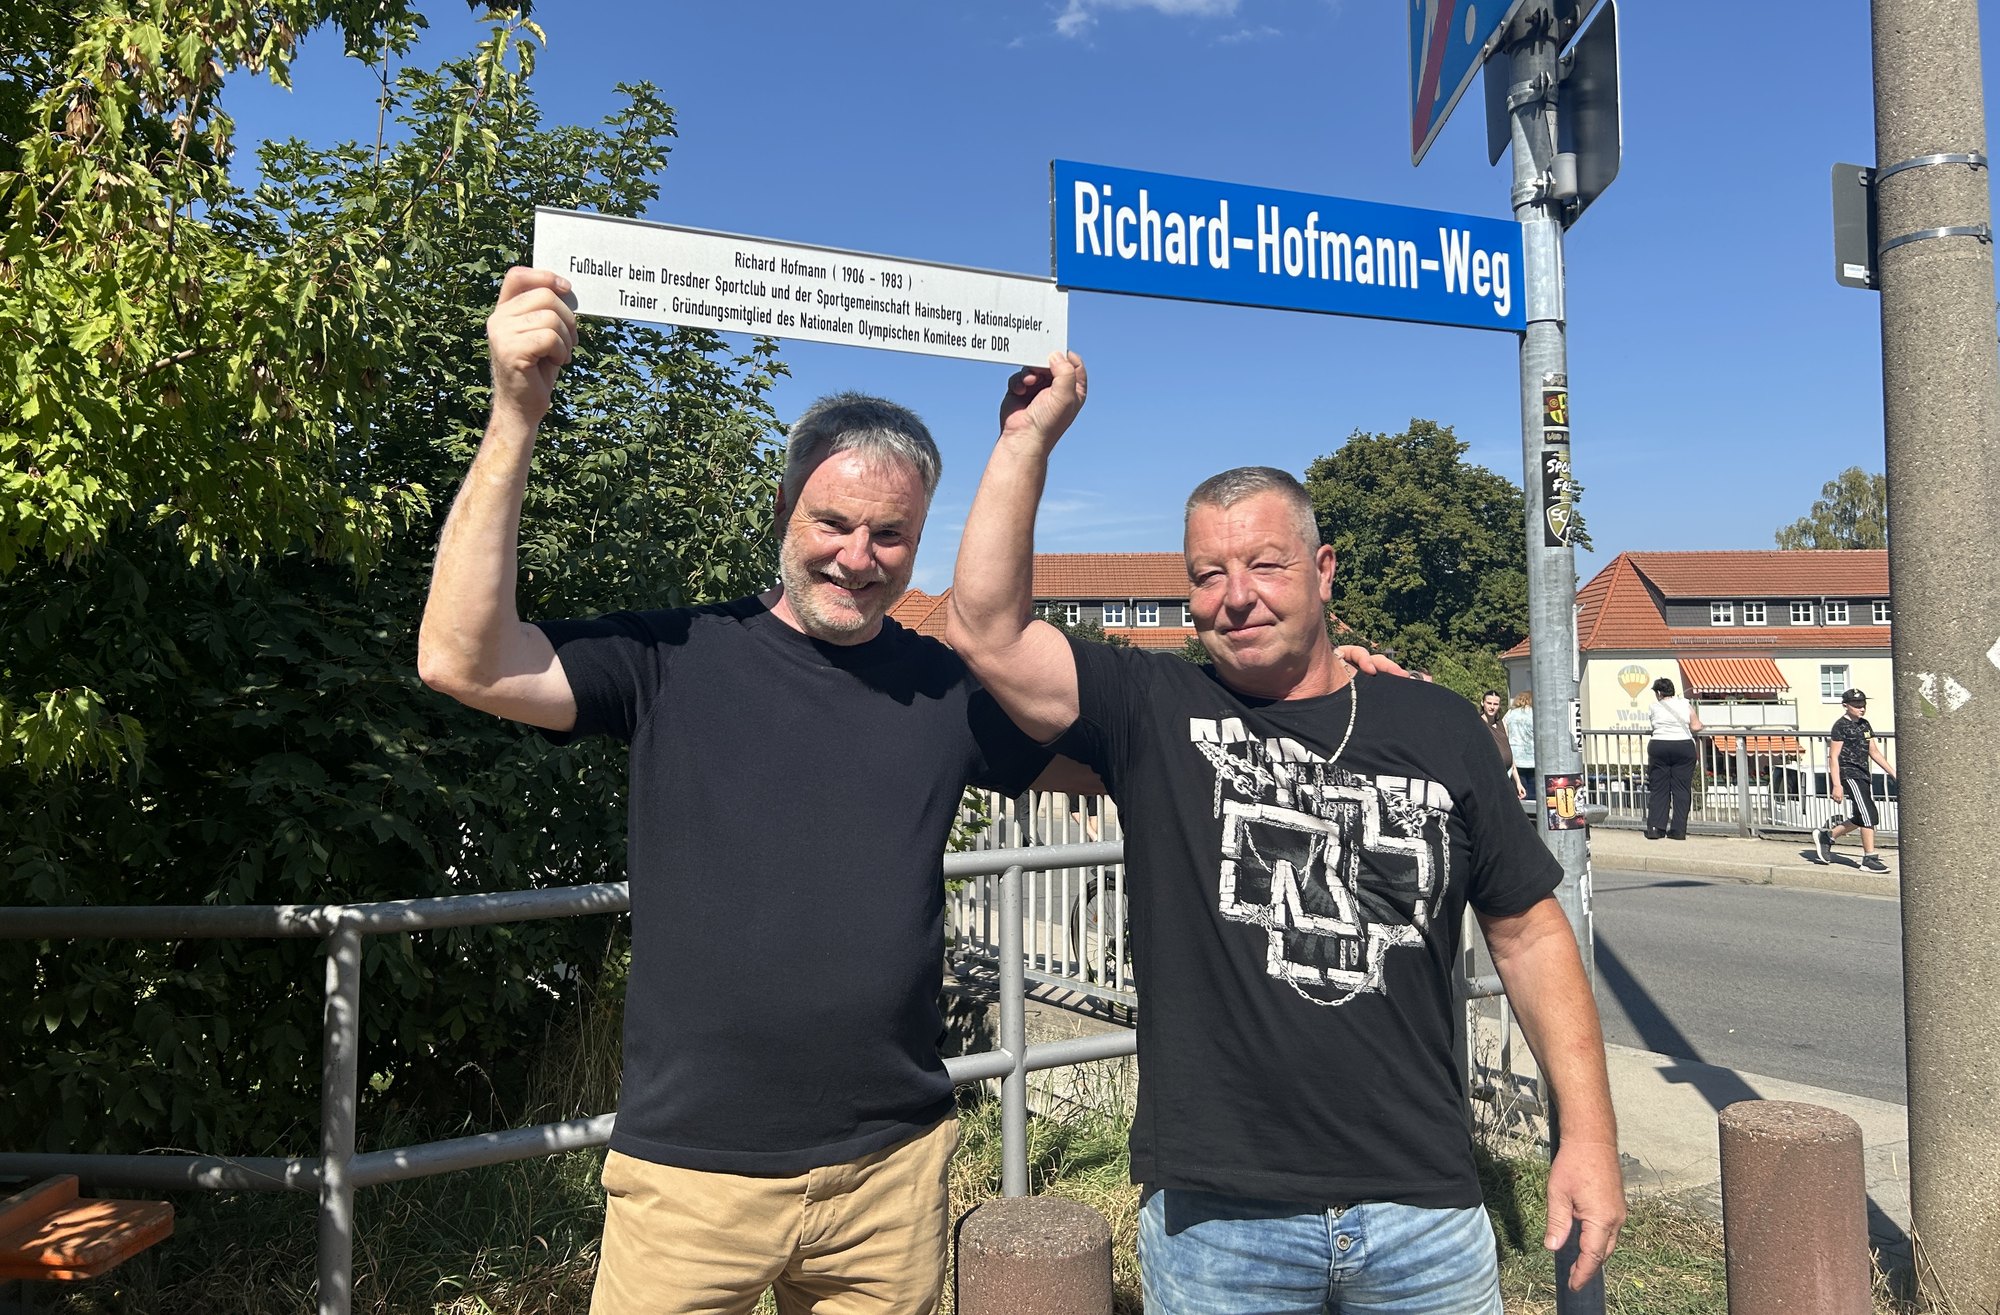 Richard Hofmann ( 1906 - 1983 )
Fußballer beim Dresdner Sportclub und der Sportgemeinschaft Hainsberg , Nationalspieler ,
Trainer , Gründungsmitglied des Nationalen Olympischen Komitees der DDR
Richard-Hofmann-Weg